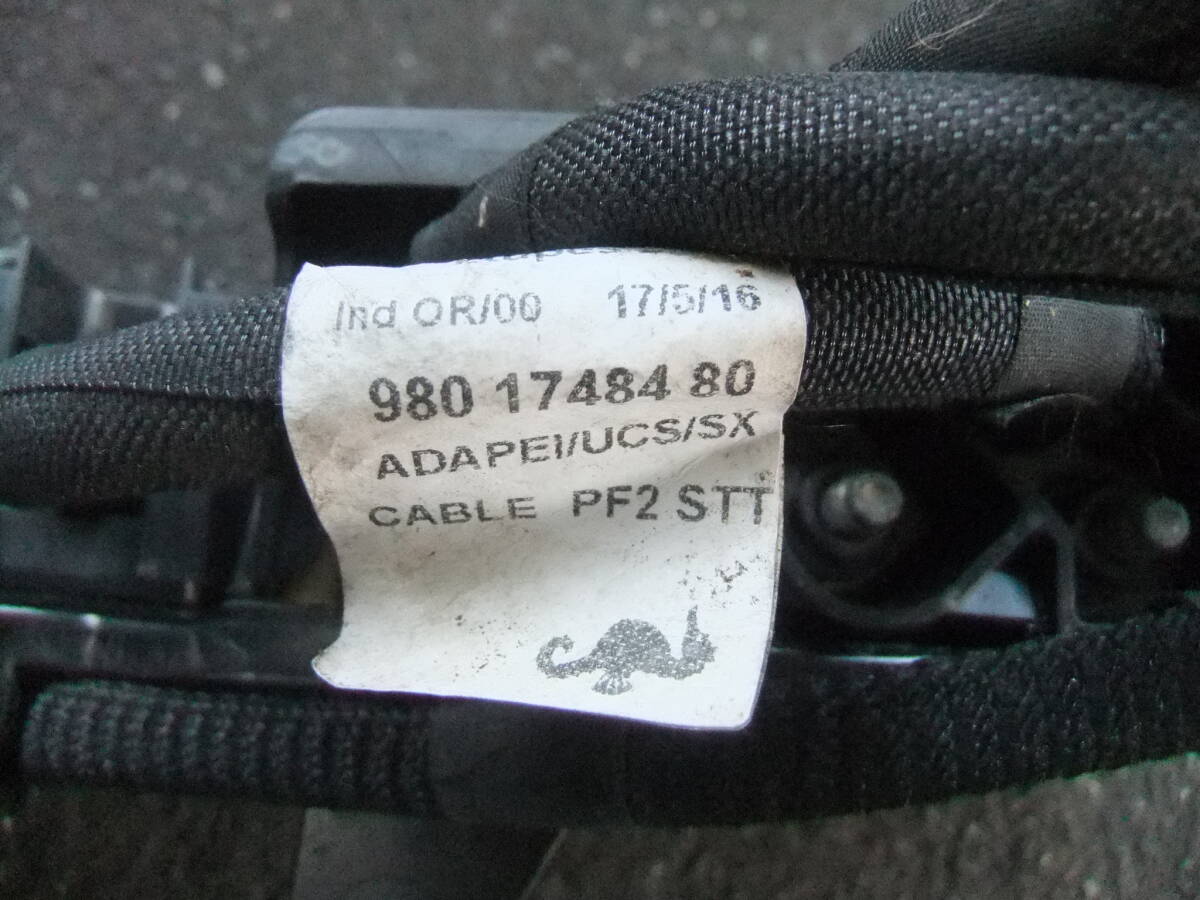 Ind OR/00 17/5/16
980 17484 80
ADAPEI/UCS/SX
CABLE PF2 STT